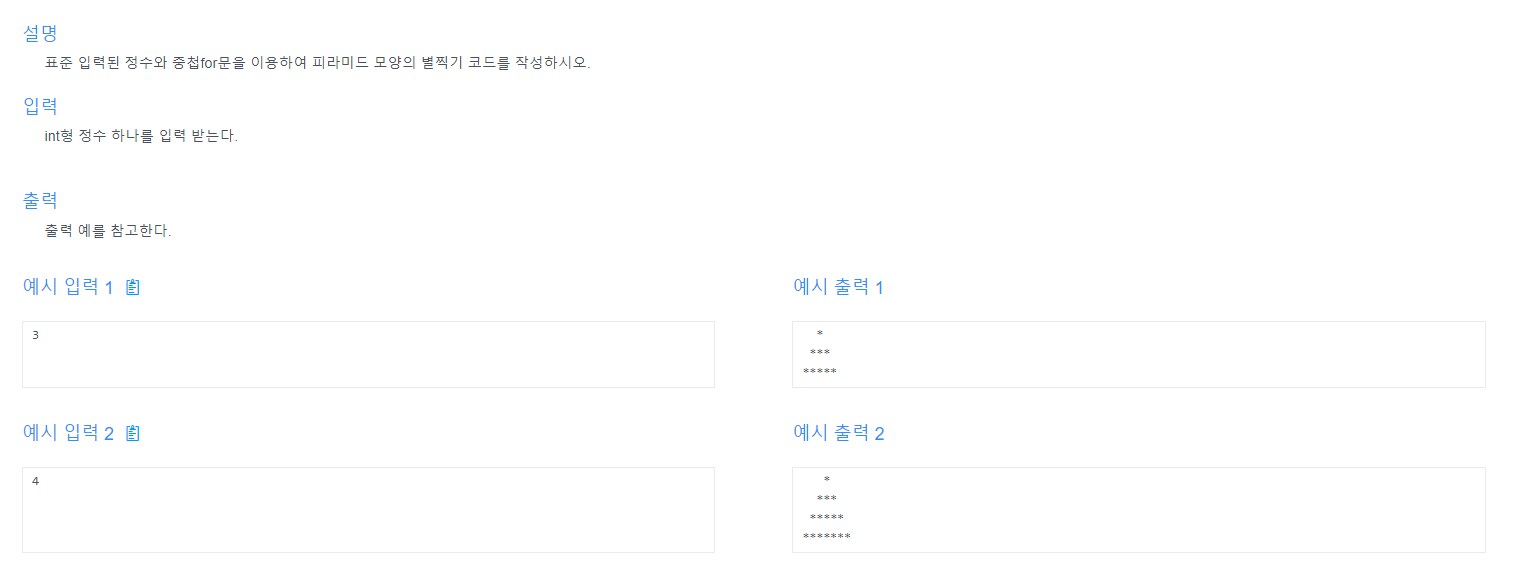 설명
표준 입력된 정수와 중첩for문을 이용하여 피라미드 모양의 별찍기 코드를 작성하시오.
입력
int형 정수 하나를 입력 받는다.
출력
출력 예를 참고한다.
예시 입력 1
3
예시 출력 1
  *
 ***
*****
예시 입력 2
4
예시 출력 2
   *
  ***
 *****
*******